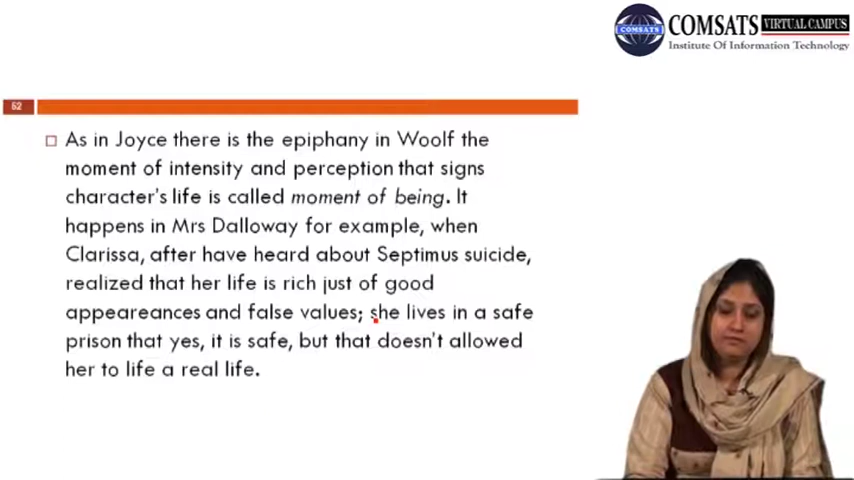 COMSATS VIRTUAL CAMPUS
Institute Of Information Technology
COMSATS
52
As in Joyce there is the epiphany in Woolf the
moment of intensity and perception that signs
character's life is called moment of being. It
happens in Mrs Dalloway for example, when
Clarissa, after have heard about Septimus suicide,
realized that her life is rich just of good
appeareances and false values; she lives in a safe
prison that yes, it is safe, but that doesn't allowed
her to life a real life.